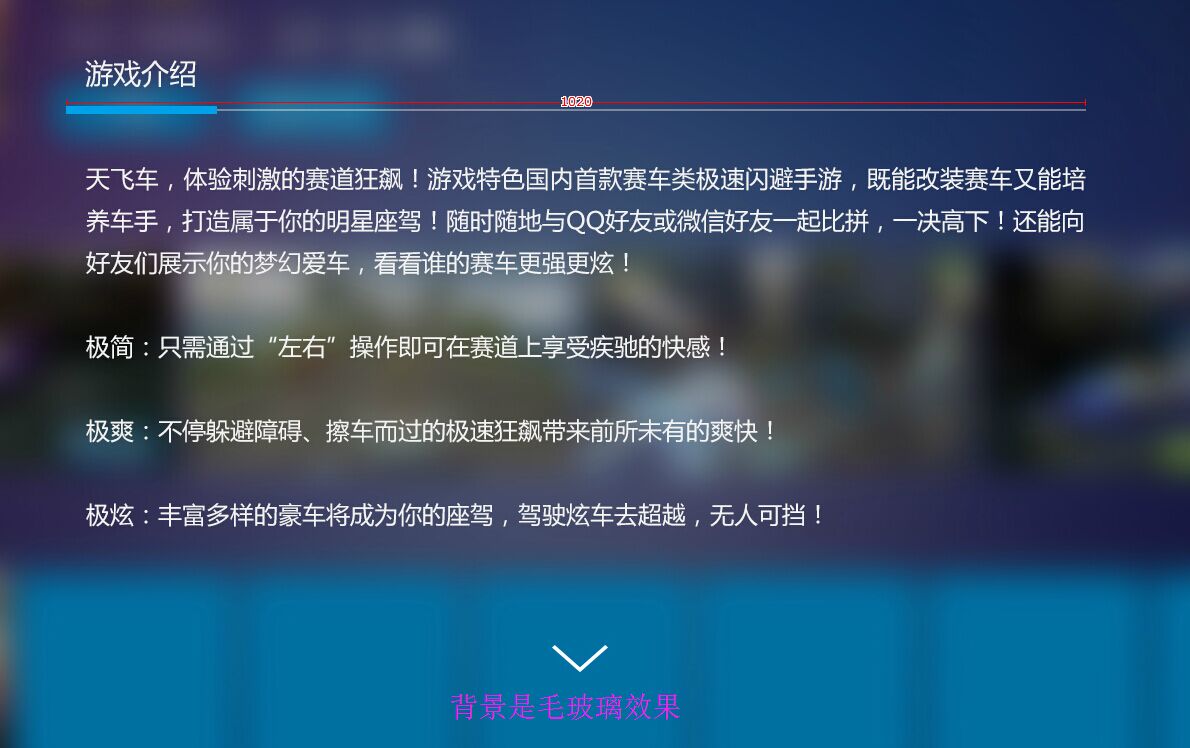 游戏介绍
1020
天飞车，体验刺激的赛道狂飙！游戏特色国内首款赛车类极速闪避手游，既能改装赛车又能培
养车手，打造属于你的明星座驾！随时随地与QQ好友或微信好友一起比拼，一决高下！还能向
好友们展示你的梦幻爱车，看看谁的赛车更强更炫！
极简：只需通过“左右”操作即可在赛道上享受疾驰的快感！
极爽：不停躲避障碍、擦车而过的极速狂飙带来前所未有的爽快！
极炫：丰富多样的豪车将成为你的座驾，驾驶炫车去超越，无人可挡！
背景是毛玻璃效果